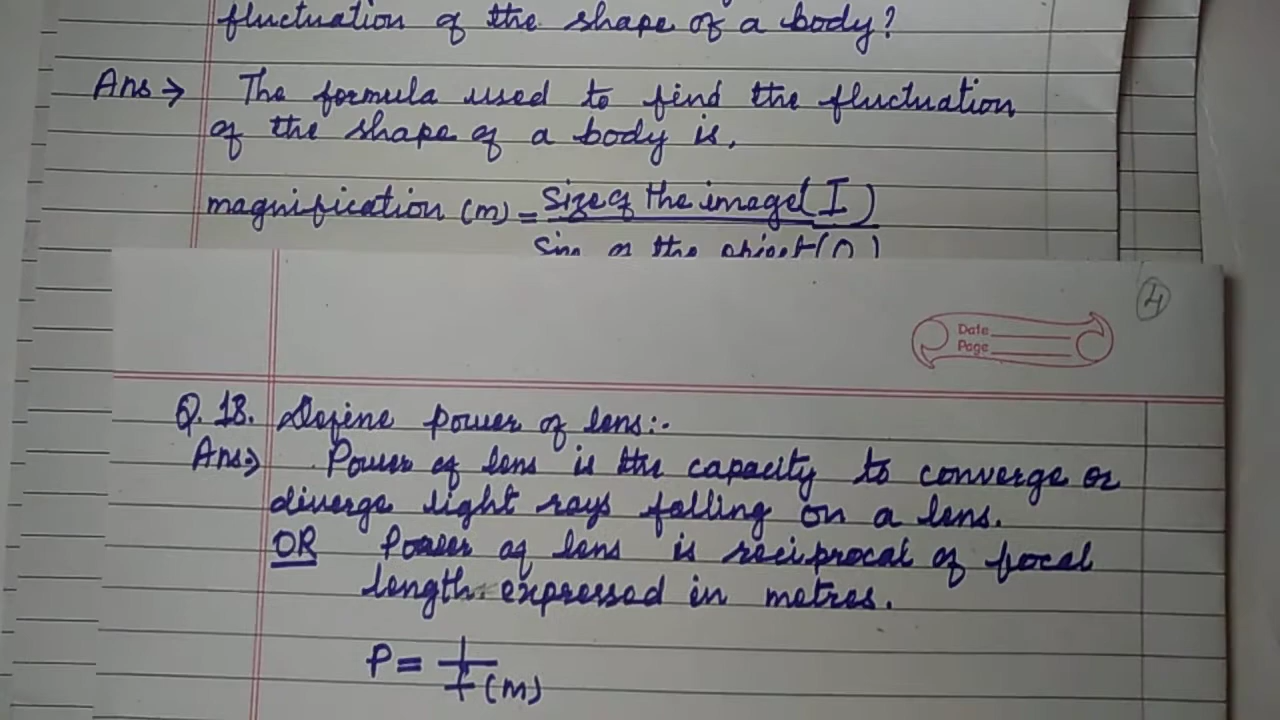 fluctuation of the shape of a body?
Ans → The formula used to find the fluctuation
of the shape of a body is,
magnification (m) = size of the image (I)
of the object (O)
4
Date
Page
Q. 18. Define power of lens:-
Ans → Power of lens is the capacity to converge or
diverge light rays falling on a lens.
OR Power of lens is reciprocal of focal
length expressed in metres.
P = 1
f (m)